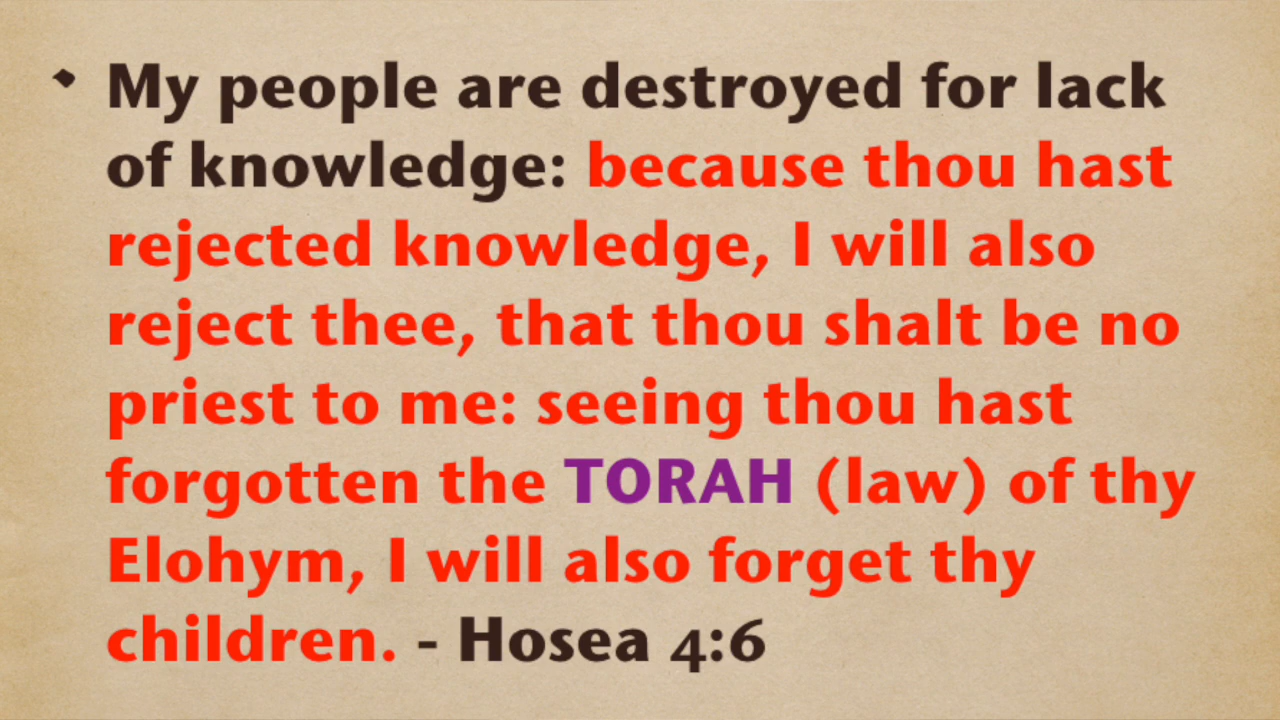 My people are destroyed for lack
of knowledge: because thou hast
rejected knowledge, I will also
reject thee, that thou shalt be no
priest to me: seeing thou hast
forgotten the TORAH (law) of thy
Elohym, I will also forget thy
children. - Hosea 4:6